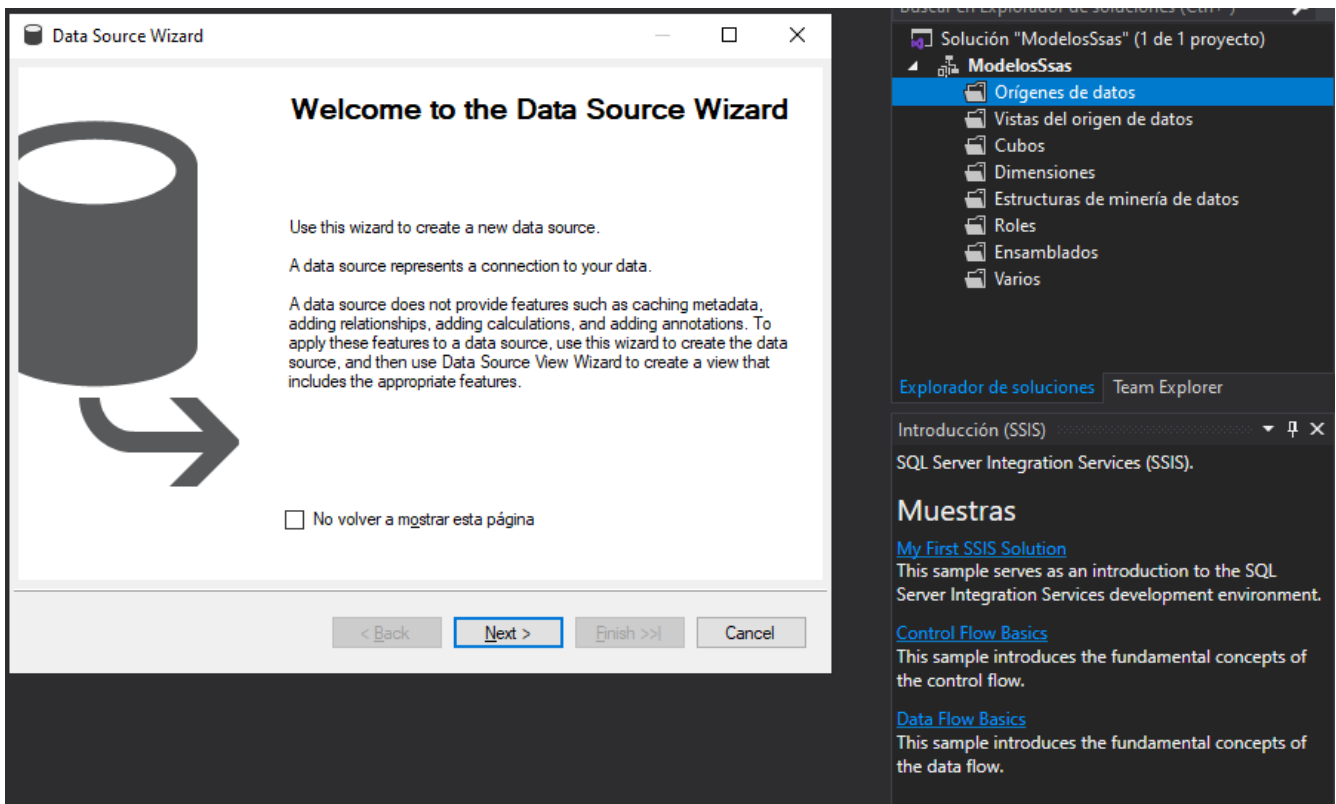 Data Source Wizard
Welcome to the Data Source Wizard
Use this wizard to create a new data source.
A data source represents a connection to your data.
A data source does not provide features such as caching metadata,
adding relationships, adding calculations, and adding annotations. To
apply these features to a data source, use this wizard to create the data
source, and then use Data Source View Wizard to create a view that
includes the appropriate features.
No volver a mostrar esta página
< Back
Next >
Finish >>|
Cancel
Buscar en Explorador de soluciones (Ctrl+ )
Solución "ModelosSsas" (1 de 1 proyecto)
ModelosSsas
Orígenes de datos
Vistas del origen de datos
Cubos
Dimensiones
Estructuras de minería de datos
Roles
Ensamblados
Varios
Explorador de soluciones
Team Explorer
Introducción (SSIS)
SQL Server Integration Services (SSIS).
Muestras
My First SSIS Solution
This sample serves as an introduction to the SQL
Server Integration Services development environment.
Control Flow Basics
This sample introduces the fundamental concepts of
the control flow.
Data Flow Basics
This sample introduces the fundamental concepts of
the data flow.